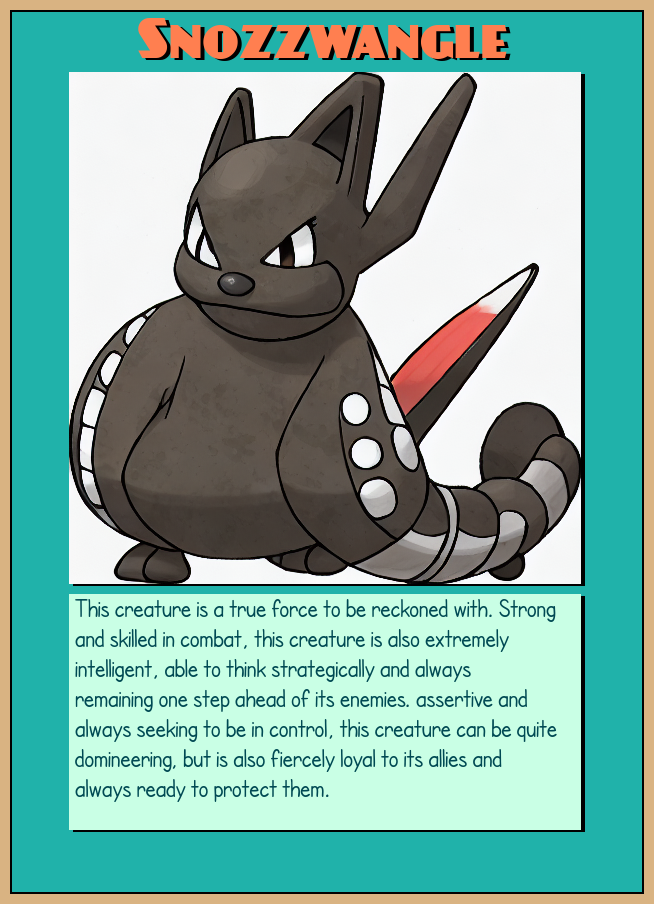 Snozzwangle
This creature is a true force to be reckoned with. Strong
and skilled in combat, this creature is also extremely
intelligent, able to think strategically and always
remaining one step ahead of its enemies. assertive and
always seeking to be in control, this creature can be quite
domineering, but is also fiercely loyal to its allies and
always ready to protect them.